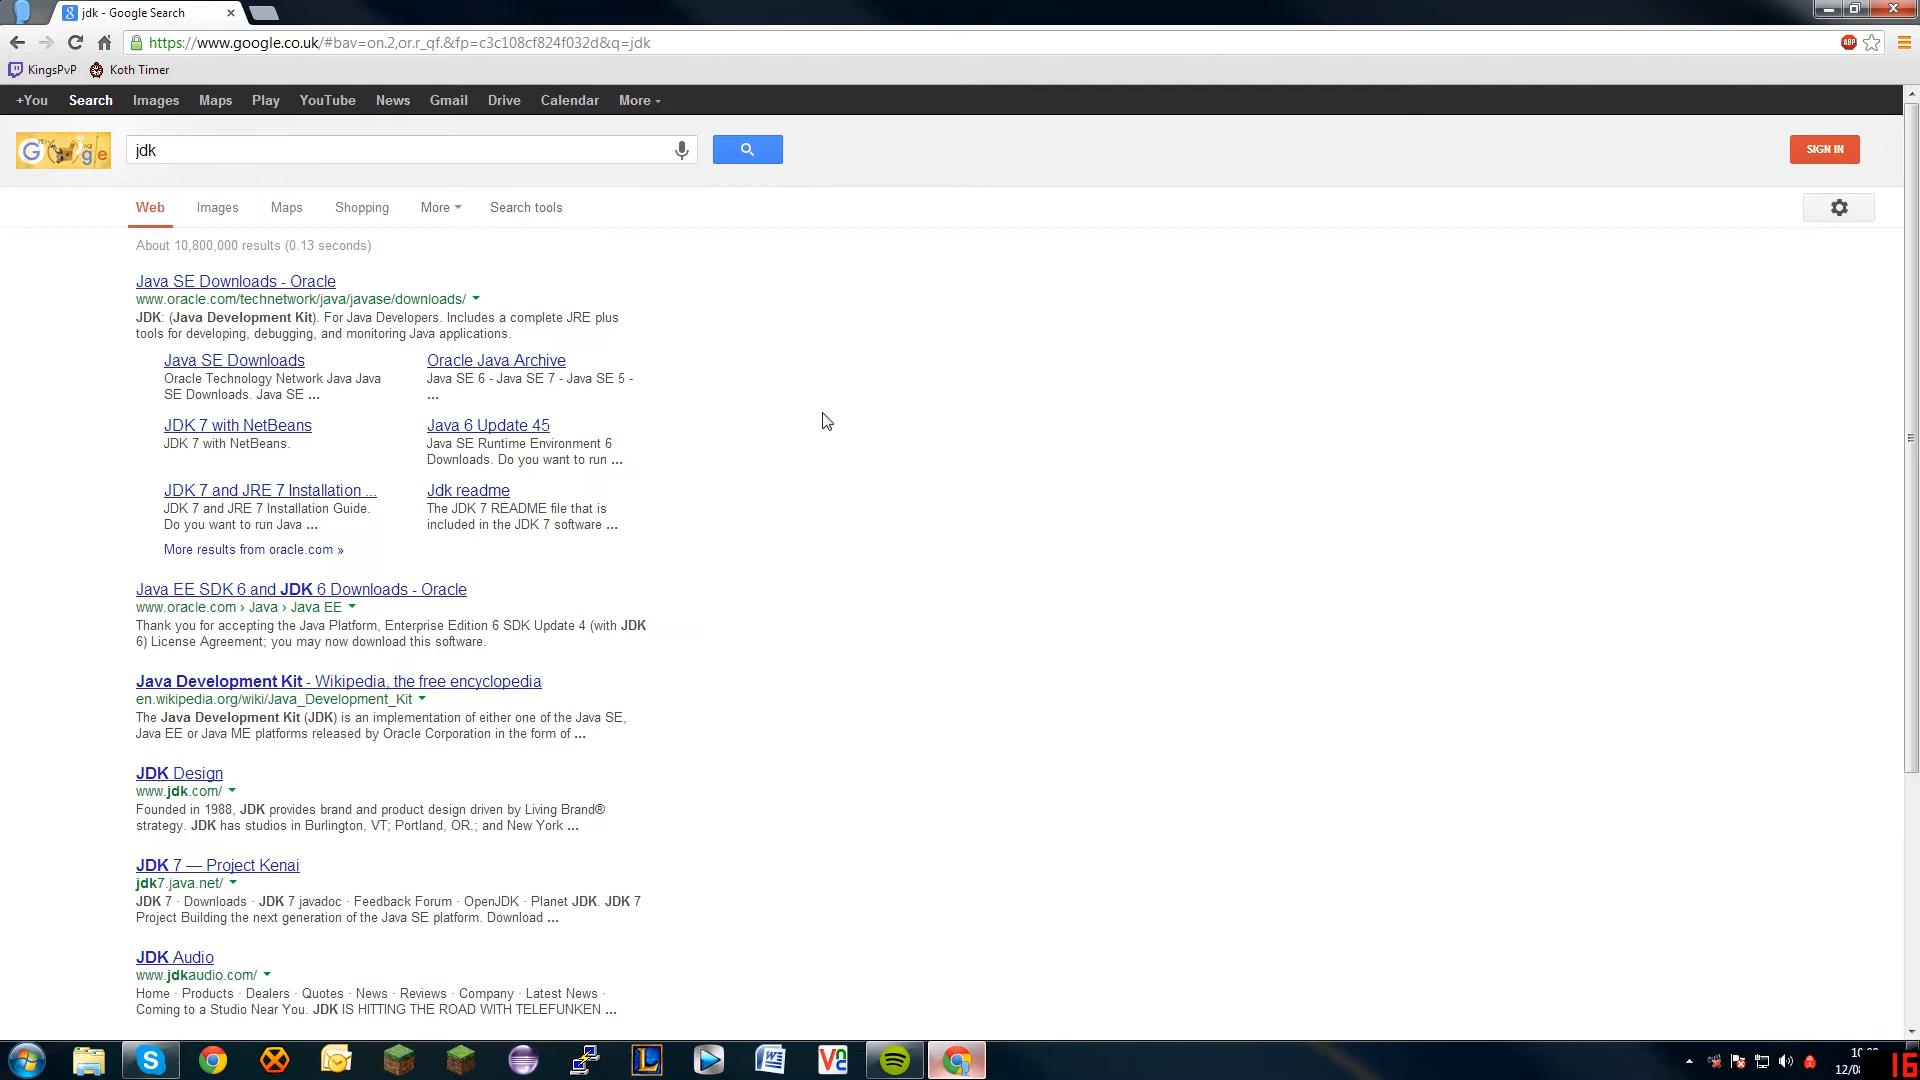 jdk - Google Search
https://www.google.co.uk/#bav=on.2,or.r_qf.&fp=c3c108cf824f032d&q=jdk
ABP
KingsPvP Koth Timer
+You Search Images Maps Play YouTube News Gmail Drive Calendar More
jdk
SIGN IN
Web Images Maps Shopping More Search tools
About 10,800,000 results (0.13 seconds)
Java SE Downloads - Oracle
www.oracle.com/technetwork/java/javase/downloads/
JDK: (Java Development Kit). For Java Developers. Includes a complete JRE plus
tools for developing, debugging, and monitoring Java applications.
Java SE Downloads
Oracle Technology Network Java Java
SE Downloads. Java SE ...
Oracle Java Archive
Java SE 6 - Java SE 7 - Java SE 5 -
...
JDK 7 with NetBeans
JDK 7 with NetBeans.
Java 6 Update 45
Java SE Runtime Environment 6
Downloads. Do you want to run ...
JDK 7 and JRE 7 Installation ...
JDK 7 and JRE 7 Installation Guide.
Do you want to run Java ...
Jdk readme
The JDK 7 README file that is
included in the JDK 7 software ...
More results from oracle.com »
Java EE SDK 6 and JDK 6 Downloads - Oracle
www.oracle.com › Java › Java EE
Thank you for accepting the Java Platform, Enterprise Edition 6 SDK Update 4 (with JDK
6) License Agreement; you may now download this software.
Java Development Kit - Wikipedia, the free encyclopedia
en.wikipedia.org/wiki/Java_Development_Kit
The Java Development Kit (JDK) is an implementation of either one of the Java SE,
Java EE or Java ME platforms released by Oracle Corporation in the form of ...
JDK Design
www.jdk.com/
Founded in 1988, JDK provides brand and product design driven by Living Brand®
strategy. JDK has studios in Burlington, VT; Portland, OR.; and New York ...
JDK 7 — Project Kenai
jdk7.java.net/
JDK 7 · Downloads · JDK 7 javadoc · Feedback Forum · OpenJDK · Planet JDK. JDK 7
Project Building the next generation of the Java SE platform. Download ...
JDK Audio
www.jdkaudio.com/
Home · Products · Dealers · Quotes · News · Reviews · Company · Latest News ·
Coming to a Studio Near You. JDK IS HITTING THE ROAD WITH TELEFUNKEN ...
16